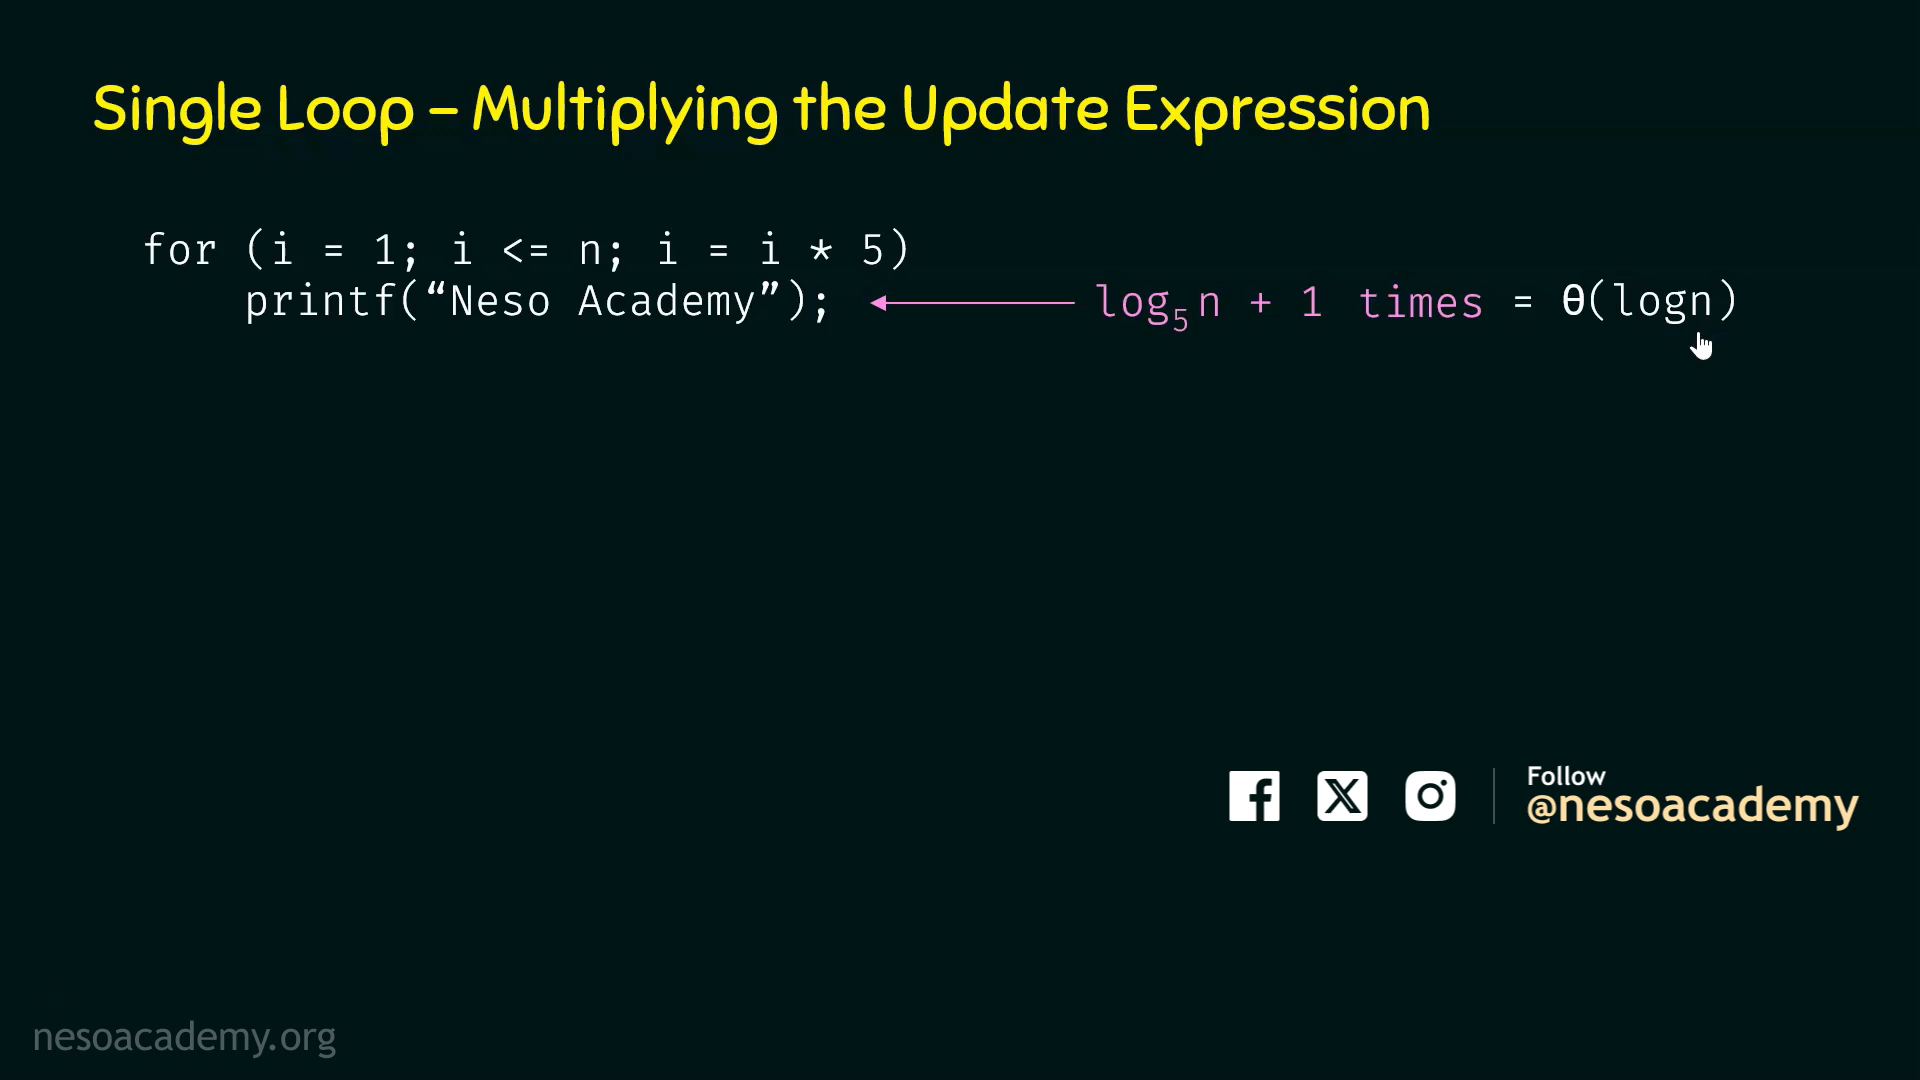 Single Loop – Multiplying the Update Expression
for (i = 1; i <= n; i = i * 5)
printf(“Neso Academy”); log₅n + 1 times = θ(logn)
Follow
@nesoacademy
nesoacademy.org